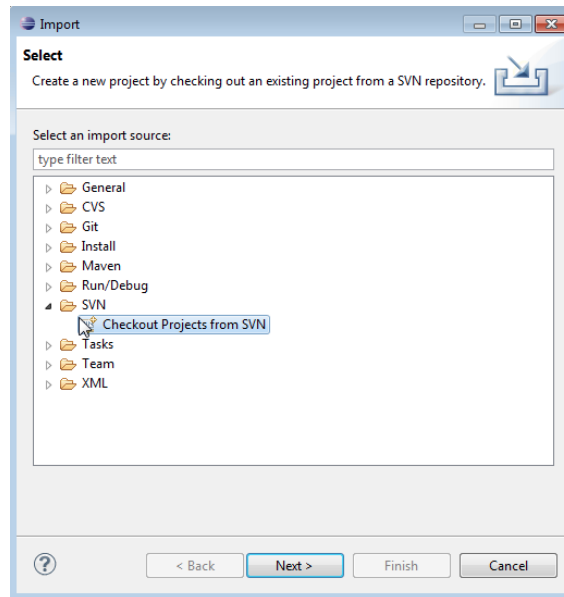 Import
Select
Create a new project by checking out an existing project from a SVN repository.
Select an import source:
type filter text
General
CVS
Git
Install
Maven
Run/Debug
SVN
Checkout Projects from SVN
Tasks
Team
XML
?
< Back Next > Finish Cancel